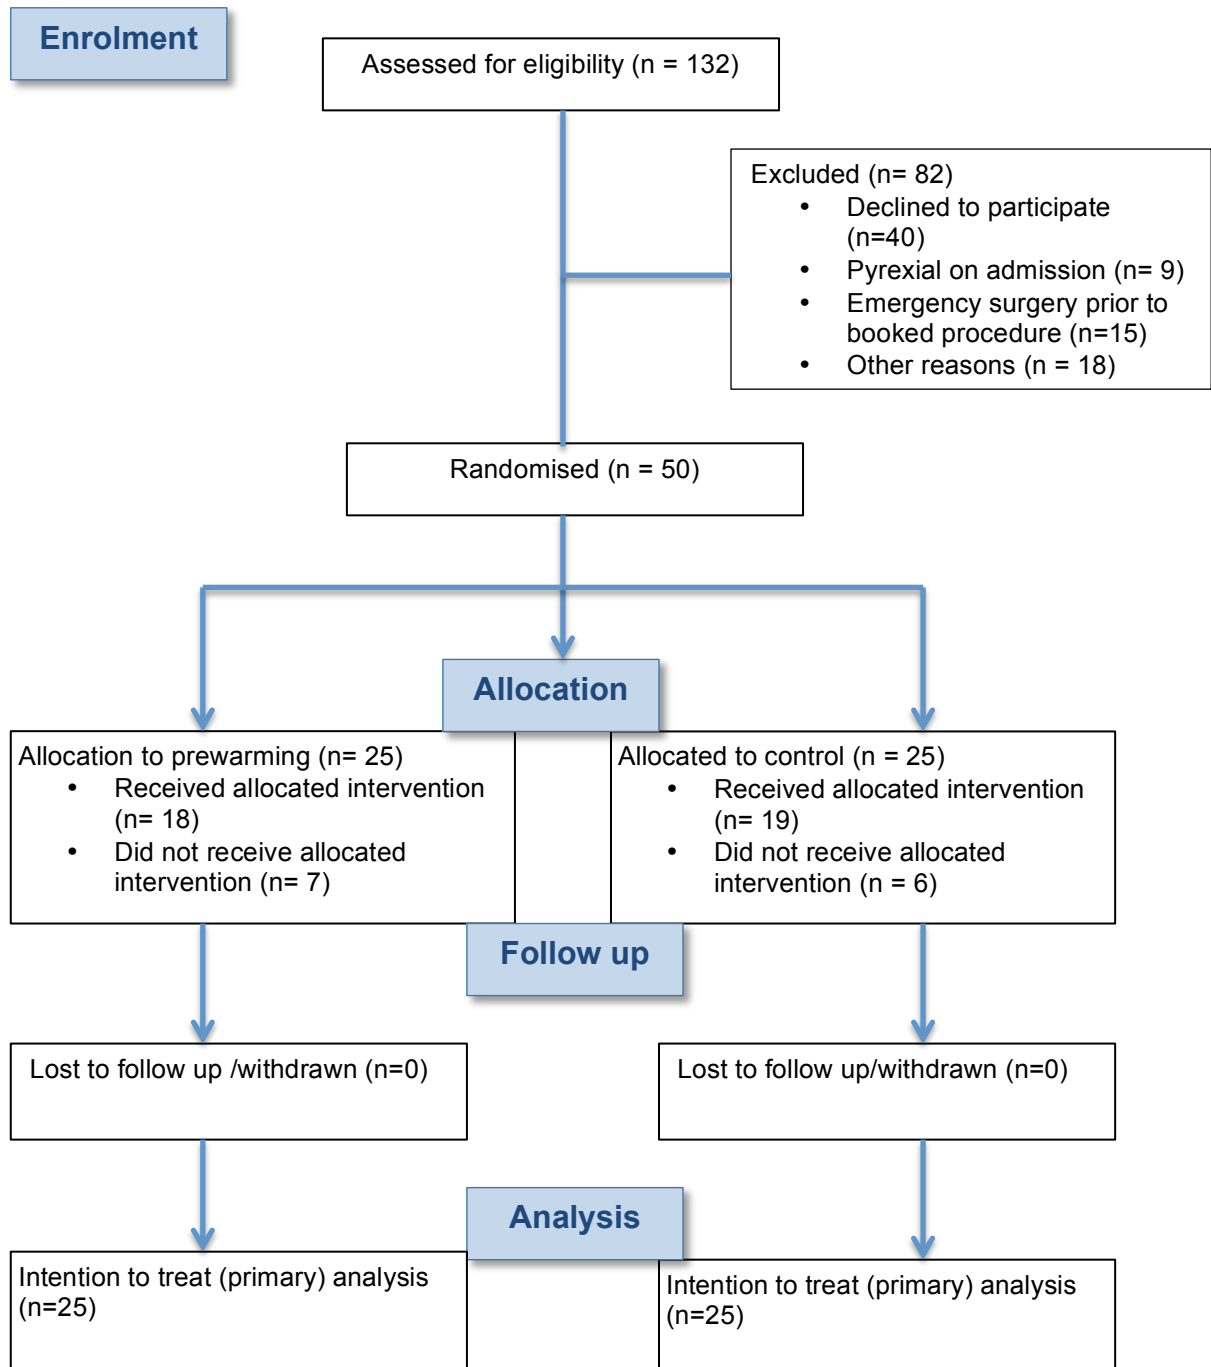 Enrolment
Assessed for eligibility (n = 132)
Excluded (n= 82)
• Declined to participate
(n=40)
• Pyrexial on admission (n= 9)
• Emergency surgery prior to
booked procedure (n=15)
• Other reasons (n = 18)
Randomised (n = 50)
Allocation
Allocation to prewarming (n= 25)
• Received allocated intervention
(n= 18)
• Did not receive allocated
intervention (n= 7)
Allocated to control (n = 25)
• Received allocated intervention
(n= 19)
• Did not receive allocated
intervention (n = 6)
Follow up
Lost to follow up /withdrawn (n=0)
Lost to follow up/withdrawn (n=0)
Analysis
Intention to treat (primary) analysis
(n=25)
Intention to treat (primary) analysis
(n=25)